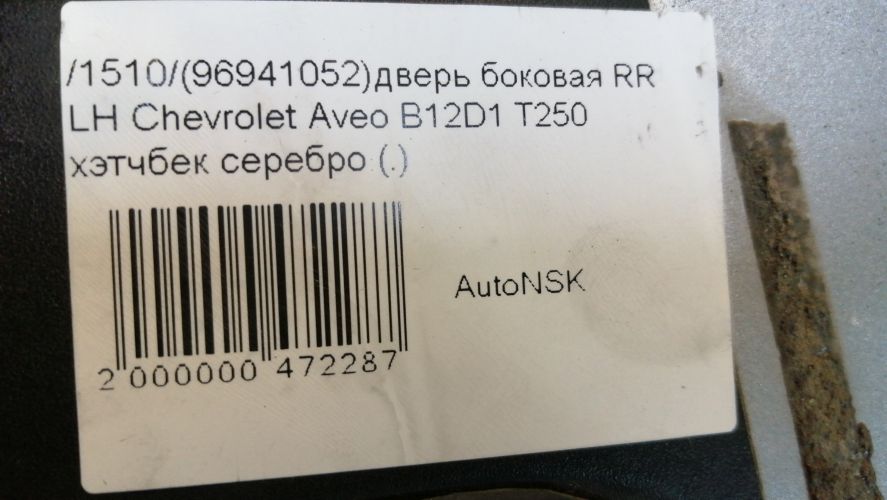 /1510/(96941052)дверь боковая RR
LH Chevrolet Aveo B12D1 T250
хэтчбек серебро (.)
AutoNSK
2 000000 472287